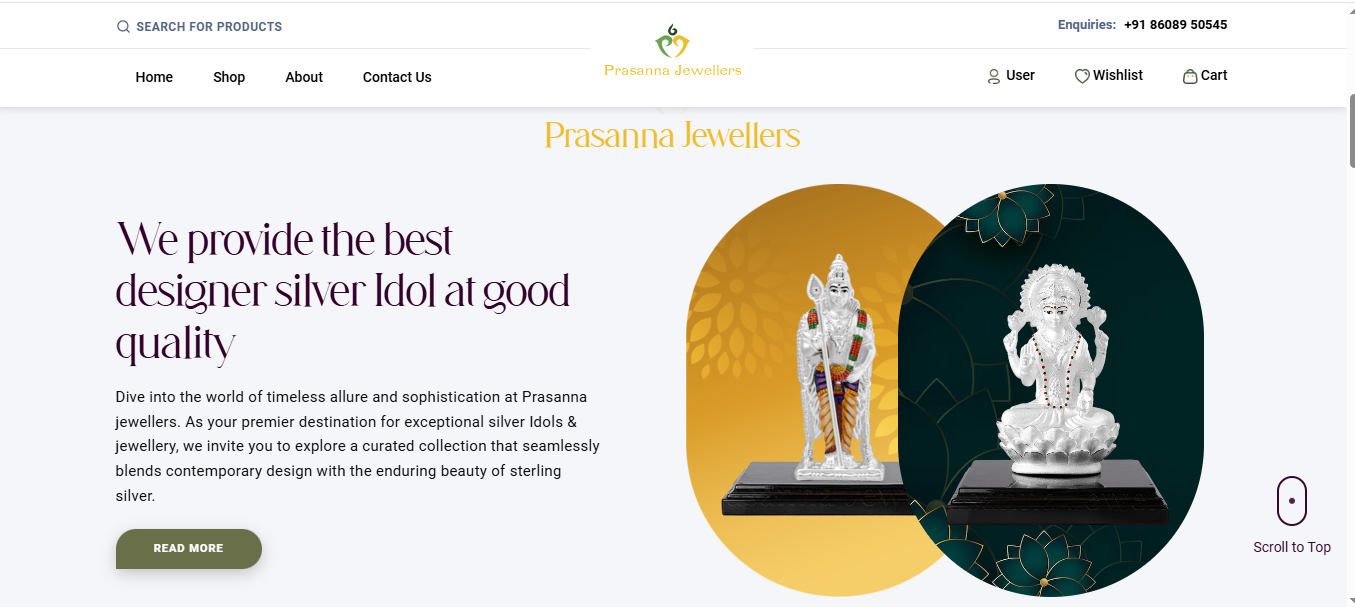 SEARCH FOR PRODUCTS
Enquiries: +91 86089 50545
Prasanna Jewellers
Home Shop About Contact Us
User Wishlist Cart
Prasanna Jewellers
We provide the best
designer silver Idol at good
quality
Dive into the world of timeless allure and sophistication at Prasanna
jewellers. As your premier destination for exceptional silver Idols &
jewellery, we invite you to explore a curated collection that seamlessly
blends contemporary design with the enduring beauty of sterling
silver.
READ MORE
Scroll to Top